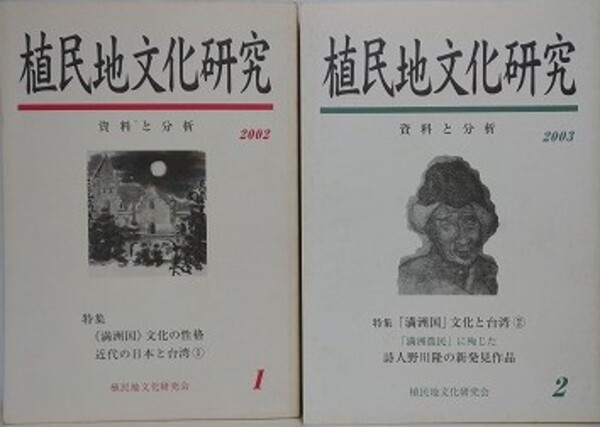 植民地文化研究
資料と分析
2002
特集
《満洲国》文化の性格
近代の日本と台湾①
植民地文化研究会
1
植民地文化研究
資料と分析
2003
特集「満洲国」文化と台湾②
「満洲農民」に殉じた
詩人野川隆の新発見作品
植民地文化研究会
2